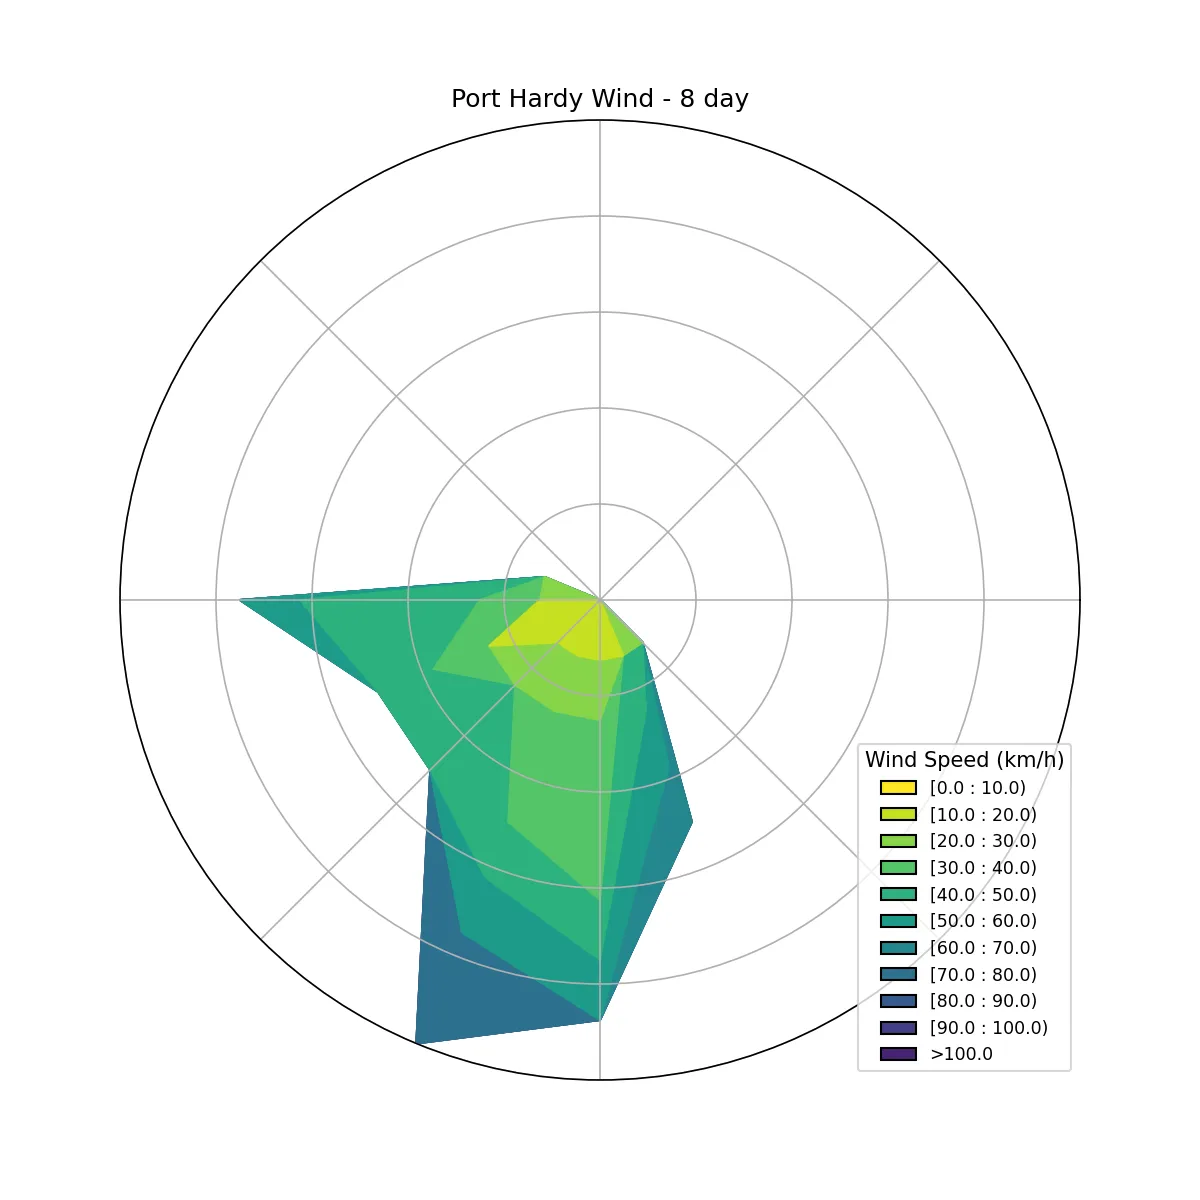 Port Hardy Wind - 8 day
Wind Speed (km/h)
[0.0 : 10.0)
[10.0 : 20.0)
[20.0 : 30.0)
[30.0 : 40.0)
[40.0 : 50.0)
[50.0 : 60.0)
[60.0 : 70.0)
[70.0 : 80.0)
[80.0 : 90.0)
[90.0 : 100.0)
>100.0